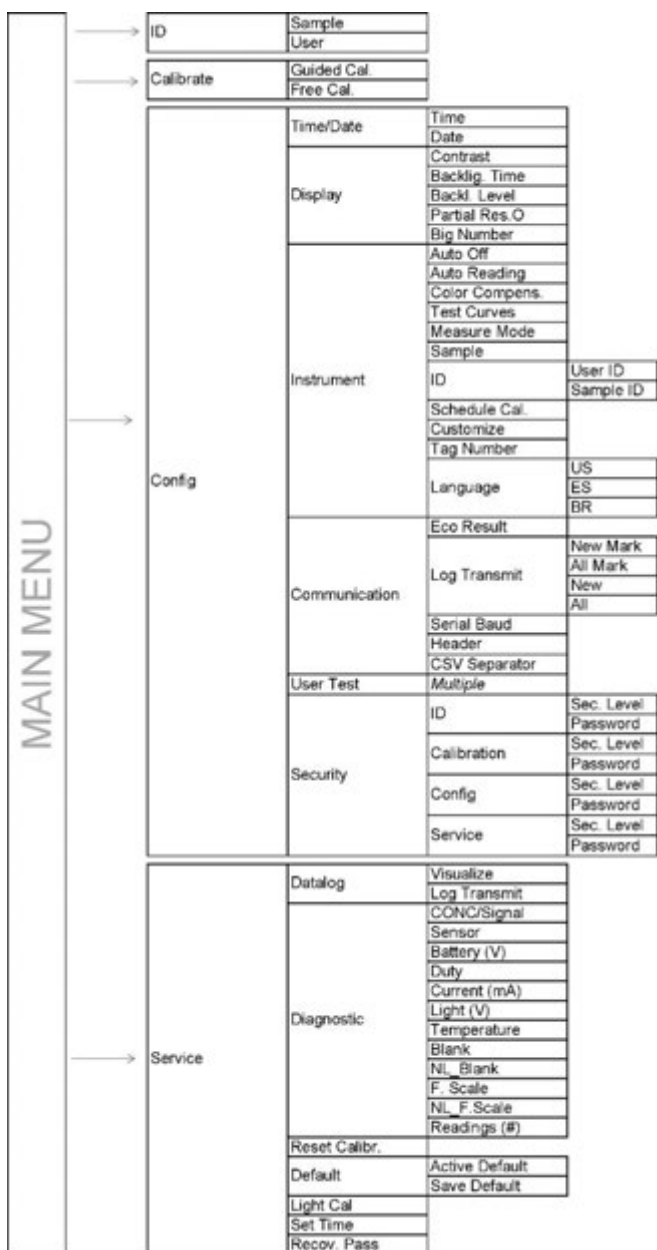 MAIN MENU
ID
Sample
User
Calibrate
Guided Cal.
Free Cal.
Config
Time/Date
Time
Date
Display
Contrast
Backlig. Time
Backl. Level
Partial Res.O
Big Number
Instrument
Auto Off
Auto Reading
Color Compens.
Test Curves
Measure Mode
Sample
ID
User ID
Sample ID
Schedule Cal.
Customize
Tag Number
Language
US
ES
BR
Communication
Eco Result
Log Transmit
New Mark
All Mark
New
All
Serial Baud
Header
CSV Separator
User Test
Multiple
Security
ID
Sec. Level
Password
Calibration
Sec. Level
Password
Config
Sec. Level
Password
Service
Sec. Level
Password
Service
Datalog
Visualize
Log Transmit
Diagnostic
CONC/Signal
Sensor
Battery (V)
Duty
Current (mA)
Light (V)
Temperature
Blank
NL_Blank
F. Scale
NL_F.Scale
Readings (#)
Reset Calibr.
Default
Active Default
Save Default
Light Cal
Set Time
Recov. Pass